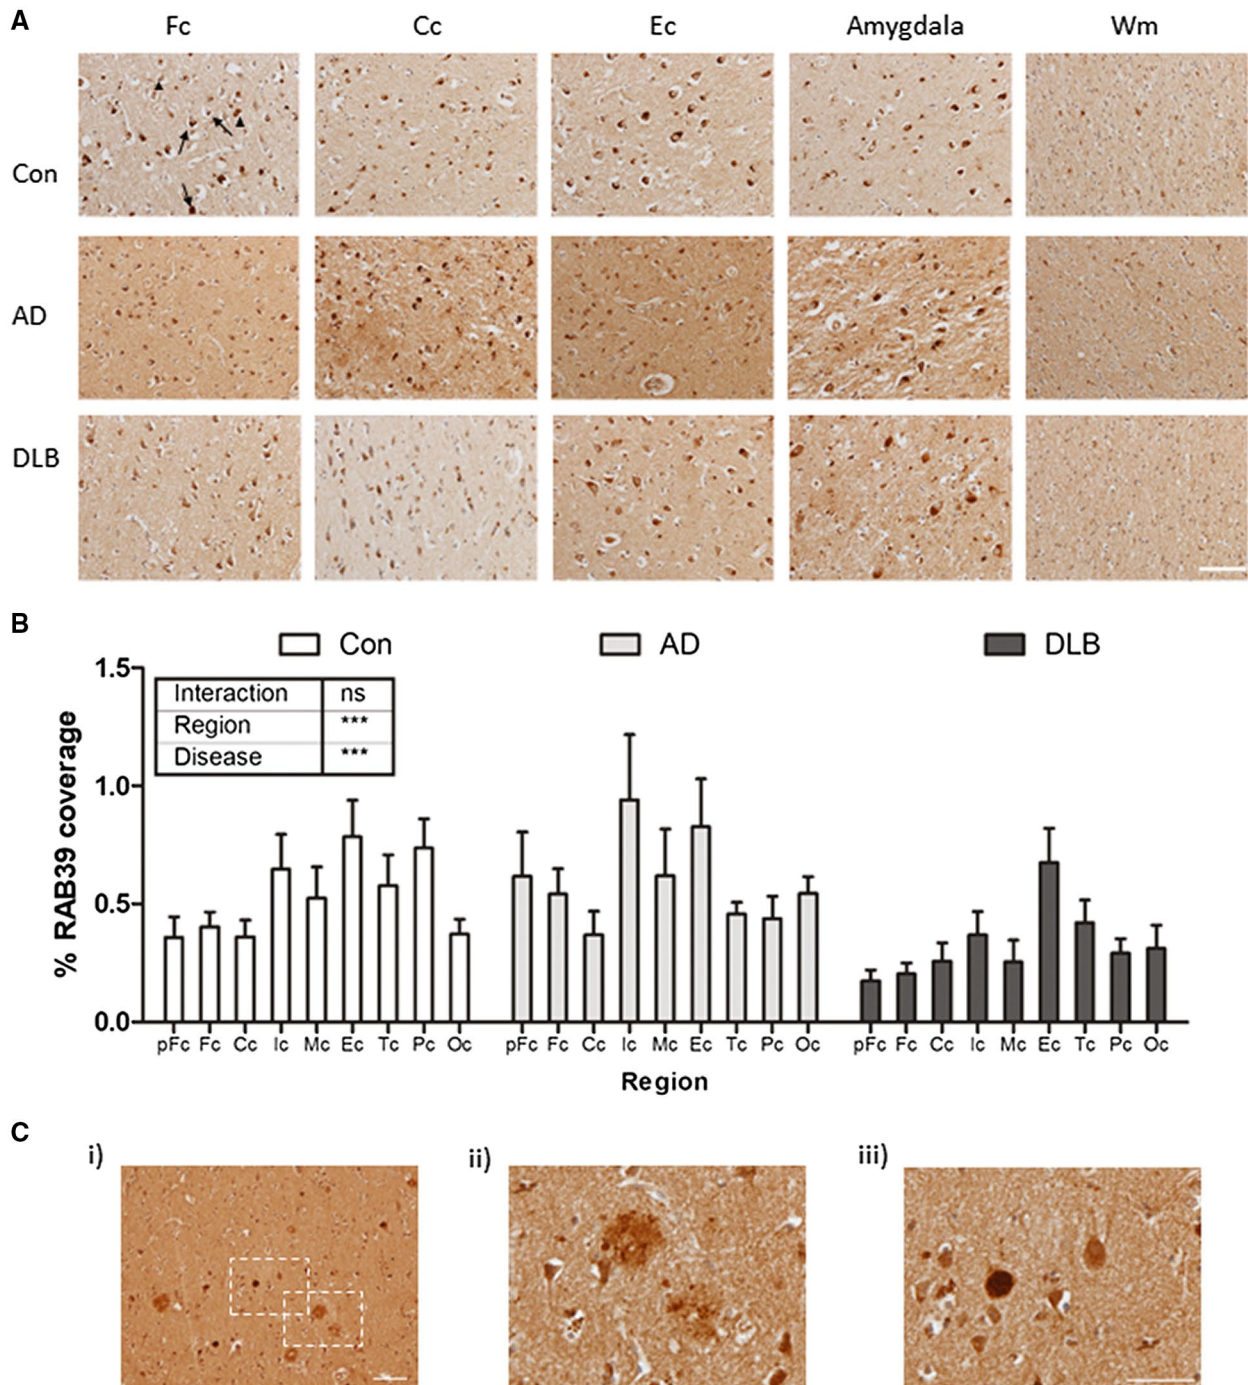 A
Fc Cc Ec Amygdala Wm
Con
AD
DLB
B
Con AD DLB
1.5
Interaction ns
Region ***
Disease ***
1.0
0.5
0.0
% RAB39 coverage
pFc Fc Cc Ic Mc Ec Tc Pc Oc pFc Fc Cc Ic Mc Ec Tc Pc Oc pFc Fc Cc Ic Mc Ec Tc Pc Oc
Region
C
i) ii) iii)